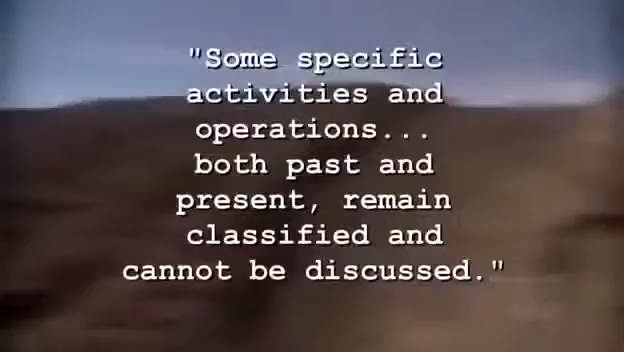 "Some specific
activities and
operations...
both past and
present, remain
classified and
cannot be discussed."